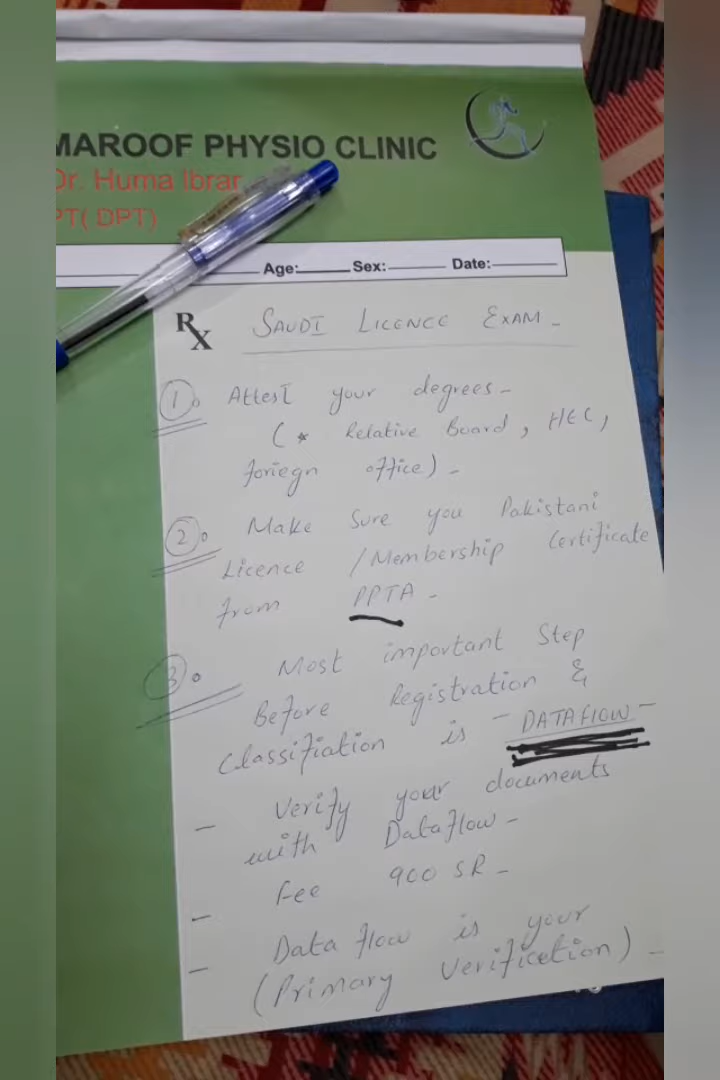 MAROOF PHYSIO CLINIC
Dr. Huma Ibrar
PT( DPT)
Age: Sex: Date:
Rx SAUDI LICENCE EXAM -
1. Attest your degrees -
( * Relative Board, HEC,
foriegn office) -
2. Make Sure you Pakistani
Licence / Membership Certificate
from PPTA -
3. Most important Step
Before Registration &
Classifiation is - DATAFLOW -
- Verify your documents
with Dataflow -
- Fee 900 SR -
- Data flow is your
(Primary Verification) -